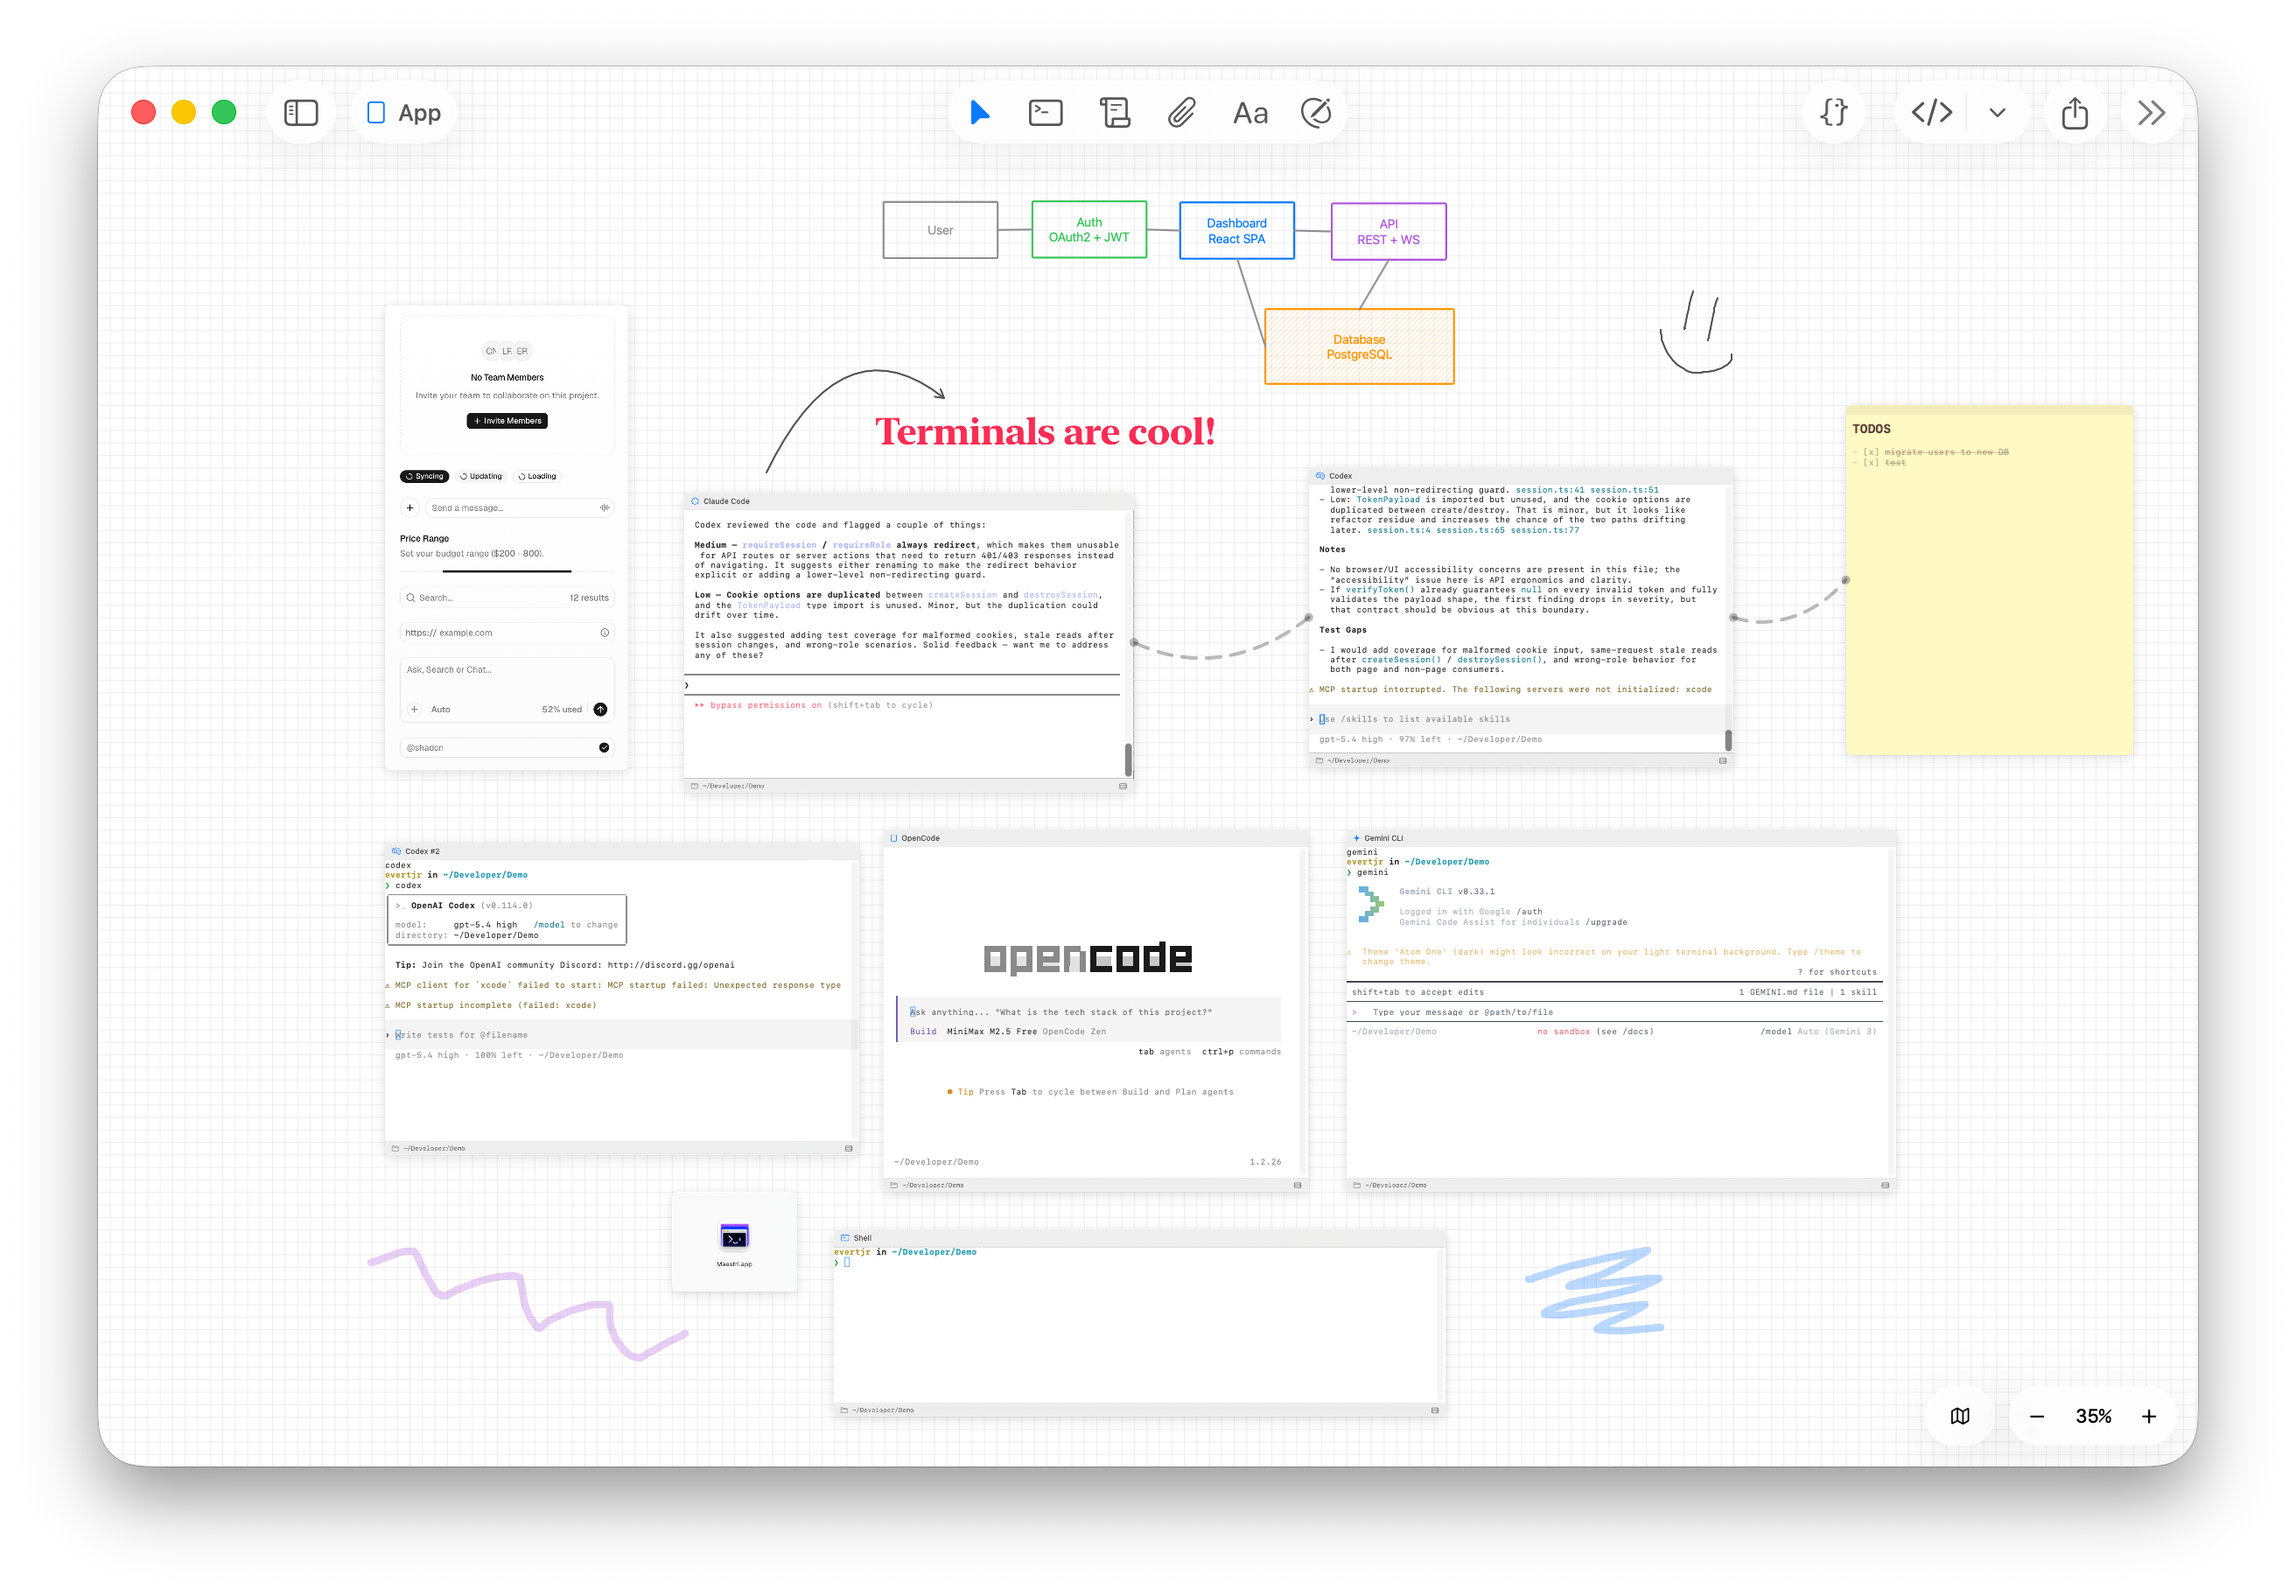 App
Aa
User
Auth
OAuth2 + JWT
Dashboard
React SPA
API
REST + WS
Database
PostgreSQL
CN LR ER
No Team Members
Invite your team to collaborate on this project.
+ Invite Members
Syncing Updating Loading
Send a message...
Price Range
Set your budget range ($200 - 800).
Search... 12 results
https:// example.com
Ask, Search or Chat...
Auto 52% used
@shadcn
Terminals are cool!
Claude Code
Codex reviewed the code and flagged a couple of things:
Medium — requireSession / requireRole always redirect, which makes them unusable
for API routes or server actions that need to return 401/403 responses instead
of navigating. It suggests either renaming to make the redirect behavior
explicit or adding a lower-level non-redirecting guard.
Low — Cookie options are duplicated between createSession and destroySession,
and the TokenPayload type import is unused. Minor, but the duplication could
drift over time.
It also suggested adding test coverage for malformed cookies, stale reads after
session changes, and wrong-role scenarios. Solid feedback — want me to address
any of these?
❯
▸▸ bypass permissions on (shift+tab to cycle)
~/Developer/Demo
Codex
lower-level non-redirecting guard. session.ts:41 session.ts:51
– Low: TokenPayload is imported but unused, and the cookie options are
duplicated between create/destroy. That is minor, but it looks like
refactor residue and increases the chance of the two paths drifting
later. session.ts:4 session.ts:65 session.ts:77
Notes
– No browser/UI accessibility concerns are present in this file; the
"accessibility" issue here is API ergonomics and clarity.
– If verifyToken() already guarantees null on every invalid token and fully
validates the payload shape, the first finding drops in severity, but
that contract should be obvious at this boundary.
Test Gaps
– I would add coverage for malformed cookie input, same-request stale reads
after createSession() / destroySession(), and wrong-role behavior for
both page and non-page consumers.
⚠ MCP startup interrupted. The following servers were not initialized: xcode
› Use /skills to list available skills
gpt-5.4 high · 97% left · ~/Developer/Demo
~/Developer/Demo
TODOS
- [x] migrate users to new DB
- [x] test
Codex #2
codex
evertjr in ~/Developer/Demo
❯ codex
>_ OpenAI Codex (v0.114.0)
model: gpt-5.4 high /model to change
directory: ~/Developer/Demo
Tip: Join the OpenAI community Discord: http://discord.gg/openai
⚠ MCP client for `xcode` failed to start: MCP startup failed: Unexpected response type
⚠ MCP startup incomplete (failed: xcode)
› Write tests for @filename
gpt-5.4 high · 100% left · ~/Developer/Demo
~/Developer/Demo
OpenCode
opencode
Ask anything... "What is the tech stack of this project?"
Build MiniMax M2.5 Free OpenCode Zen
tab agents ctrl+p commands
● Tip Press Tab to cycle between Build and Plan agents
~/Developer/Demo 1.2.26
~/Developer/Demo
Gemini CLI
gemini
evertjr in ~/Developer/Demo
❯ gemini
Gemini CLI v0.33.1
Logged in with Google /auth
Gemini Code Assist for individuals /upgrade
⚠ Theme 'Atom One' (dark) might look incorrect on your light terminal background. Type /theme to
change theme.
? for shortcuts
shift+tab to accept edits 1 GEMINI.md file | 1 skill
> Type your message or @path/to/file
~/Developer/Demo no sandbox (see /docs) /model Auto (Gemini 3)
~/Developer/Demo
Maestri.app
Shell
evertjr in ~/Developer/Demo
❯
~/Developer/Demo
35%